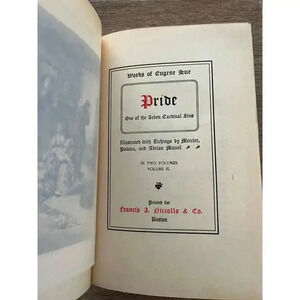 Works of Eugene Sue
Pride
One of the Seven Cardinal Sins
Illustrated with Etchings by Mercier,
Poiteau, and Adrian Marcel
IN TWO VOLUMES
VOLUME II.
Printed for
Francis A. Niccolls & Co.
Boston